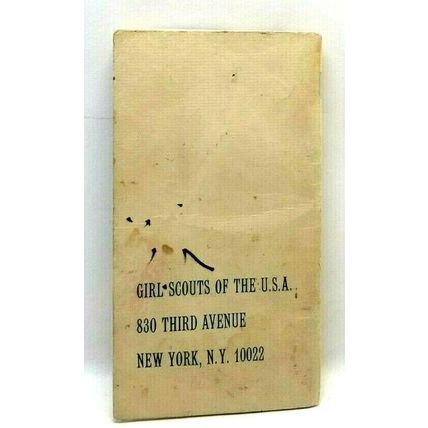 GIRL SCOUTS OF THE U.S.A.
830 THIRD AVENUE
NEW YORK, N.Y. 10022